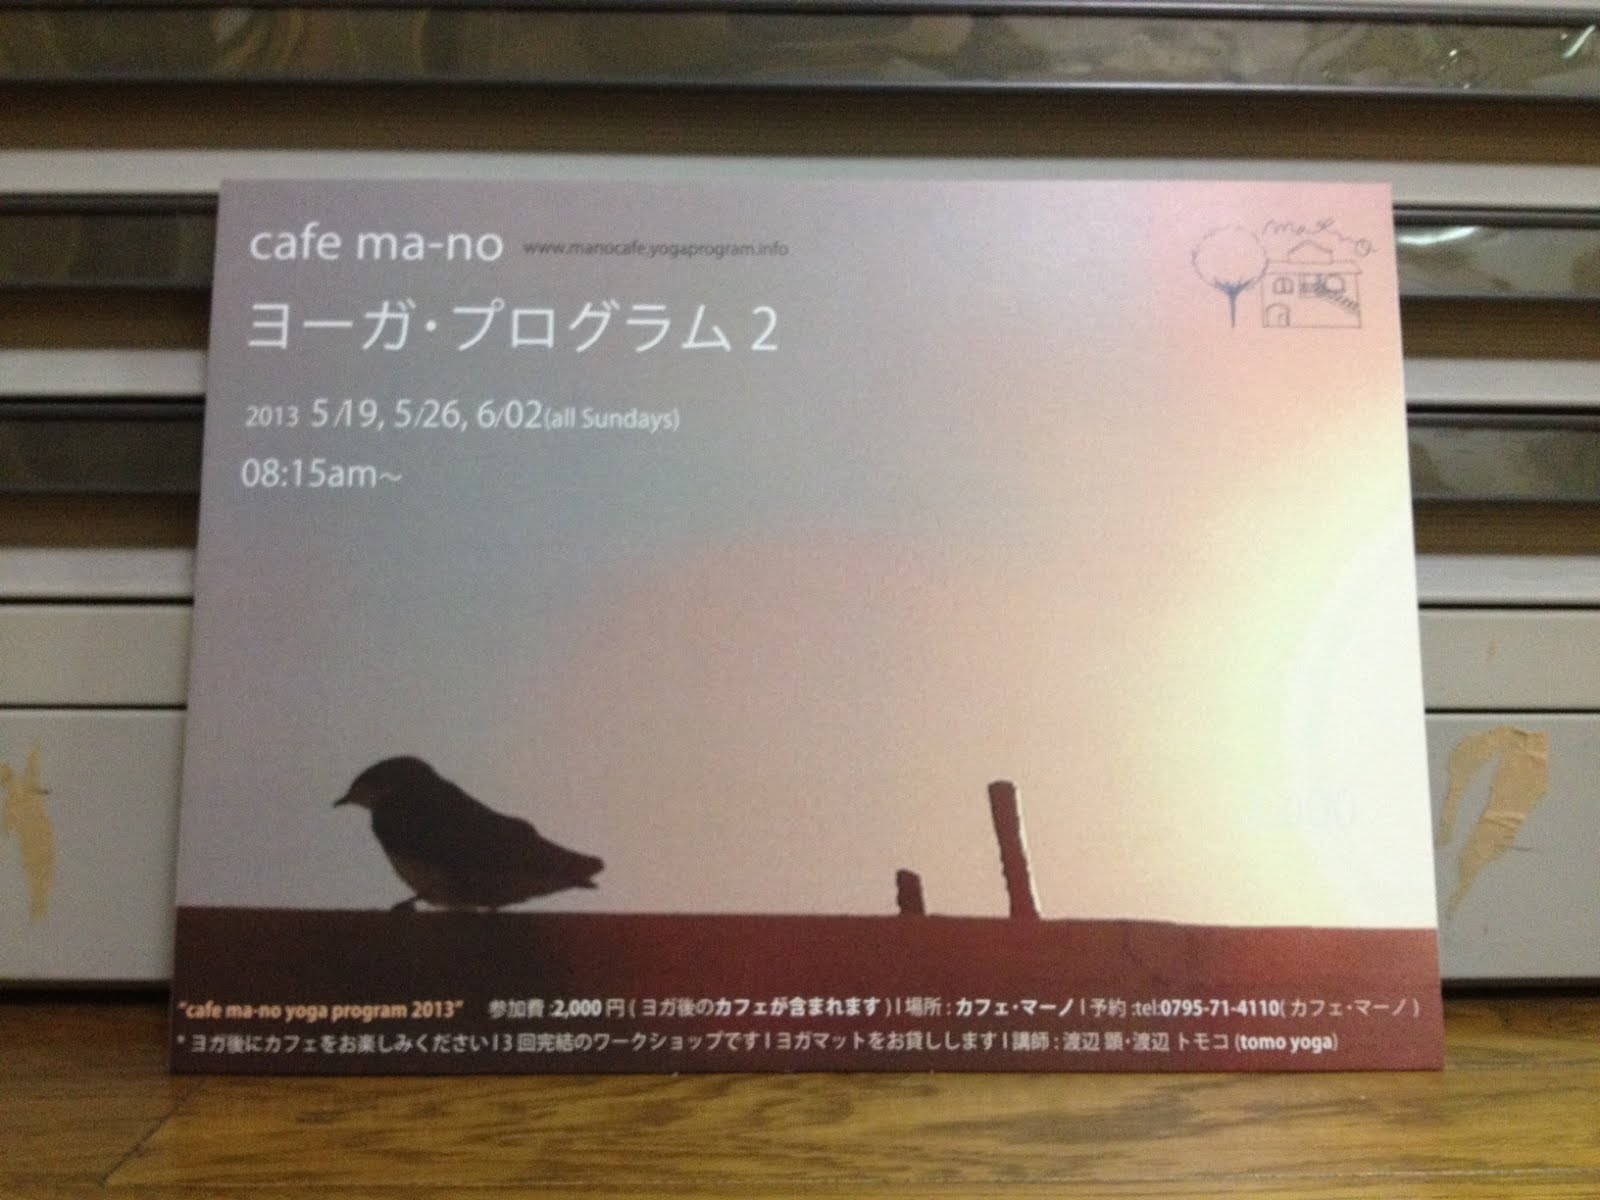 cafe ma-no www.manocafe.yogaprogram.info
ma no
ヨーガ・プログラム 2
2013 5/19, 5/26, 6/02(all Sundays)
08:15am～
"cafe ma-no yoga program 2013" 参加費 :2,000 円 ( ヨガ後のカフェが含まれます ) l 場所 : カフェ・マーノ l 予約 :tel:0795-71-4110( カフェ・マーノ )
* ヨガ後にカフェをお楽しみください l 3 回完結のワークショップです l ヨガマットをお貸しします l 講師 : 渡辺 顕・渡辺 トモコ (tomo yoga)